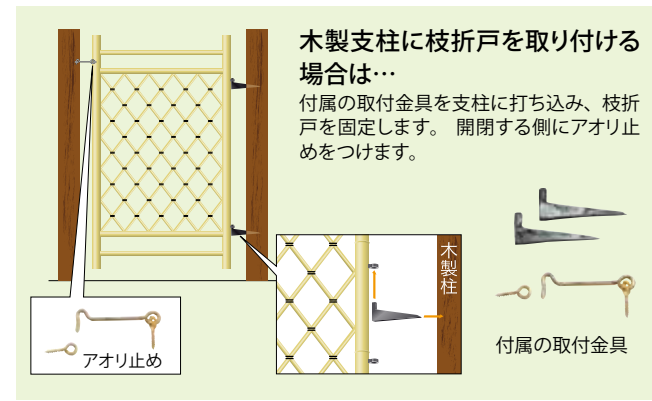 木製支柱に枝折戸を取り付ける
場合は…
付属の取付金具を支柱に打ち込み、枝折
戸を固定します。 開閉する側にアオリ止
めをつけます。
木製柱
アオリ止め
付属の取付金具